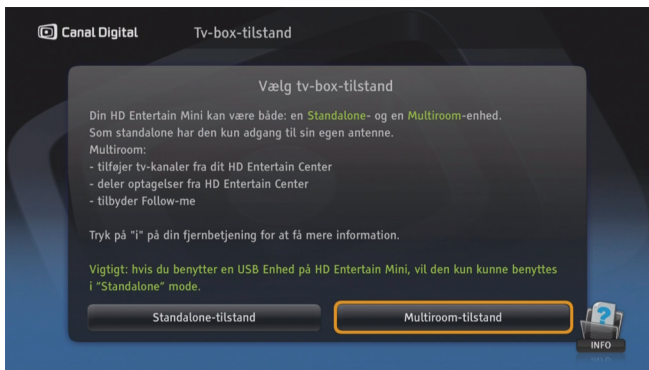 Canal Digital
Tv-box-tilstand
Vælg tv-box-tilstand
Din HD Entertain Mini kan være både: en Standalone- og en Multiroom-enhed.
Som standalone har den kun adgang til sin egen antenne.
Multiroom:
- tilføjer tv-kanaler fra dit HD Entertain Center
- deler optagelser fra HD Entertain Center
- tilbyder Follow-me
Tryk på "i" på din fjernbetjening for at få mere information.
Vigtigt: hvis du benytter en USB Enhed på HD Entertain Mini, vil den kun kunne benyttes
i "Standalone" mode.
Standalone-tilstand
Multiroom-tilstand
?
INFO